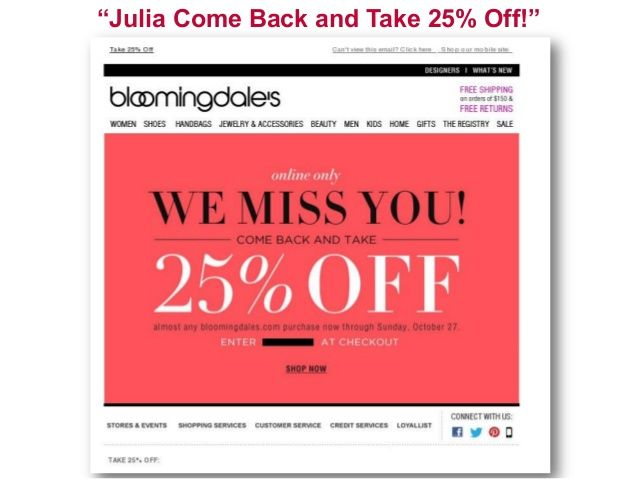 “Julia Come Back and Take 25% Off!”
Take 25% Off
Can't view this email? Click here Shop our mobile site
DESIGNERS | WHAT'S NEW
bloomingdale's
FREE SHIPPING
on orders of $150 &
FREE RETURNS
WOMEN SHOES HANDBAGS JEWELRY & ACCESSORIES BEAUTY MEN KIDS HOME GIFTS THE REGISTRY SALE
online only
WE MISS YOU!
COME BACK AND TAKE
25% OFF
almost any bloomingdales.com purchase now through Sunday, October 27.
ENTER AT CHECKOUT
SHOP NOW
STORES & EVENTS SHOPPING SERVICES CUSTOMER SERVICE CREDIT SERVICES LOYALLIST
CONNECT WITH US:
TAKE 25% OFF: